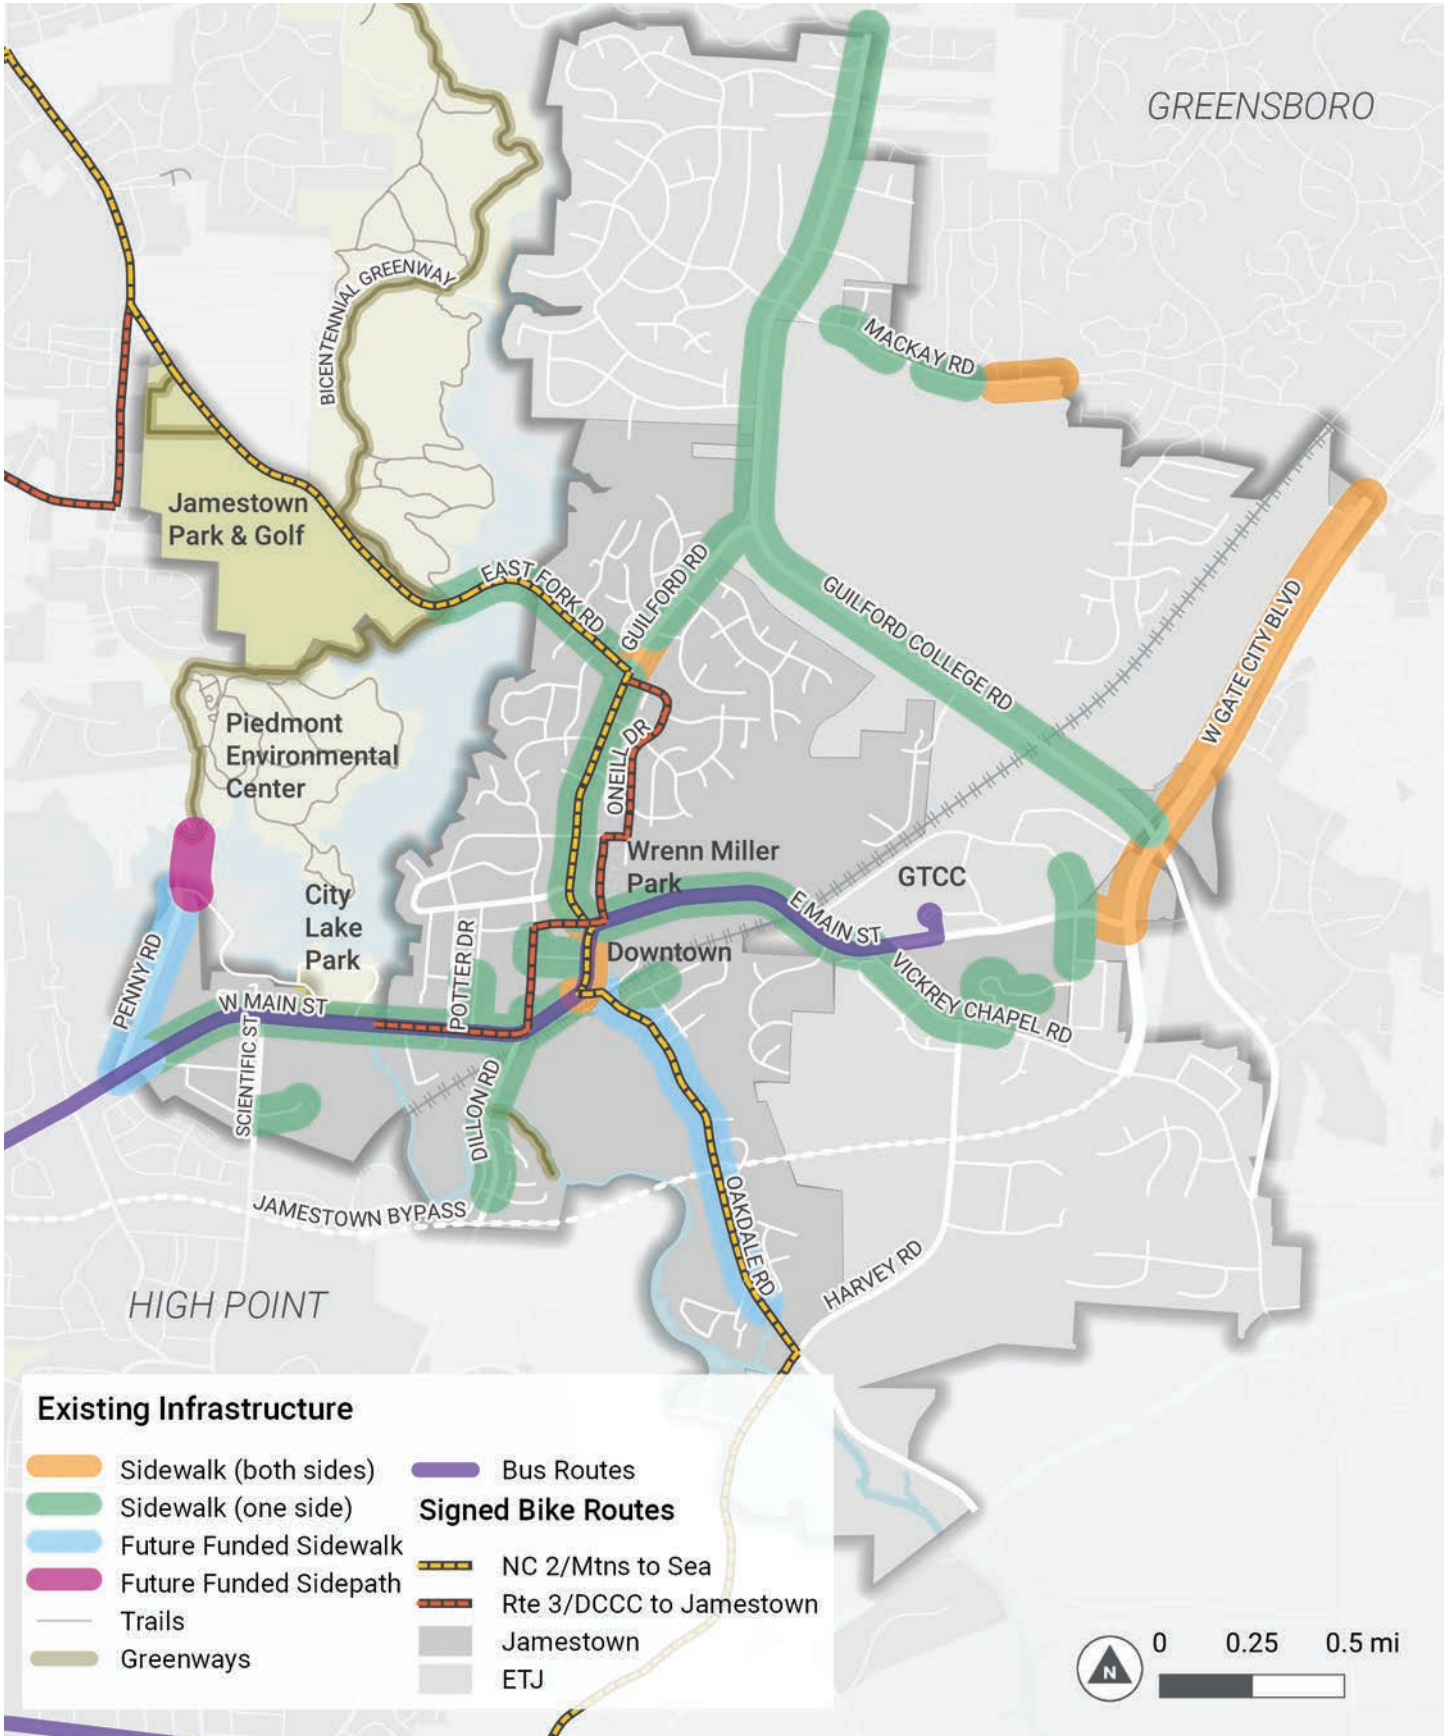 GREENSBORO
BICENTENNIAL GREENWAY
MACKAY RD
Jamestown
Park & Golf
EAST FORK RD
GUILFORD RD
GUILFORD COLLEGE RD
W GATE CITY BLVD
Piedmont
Environmental
Center
ONEILL DR
Wrenn Miller
Park
GTCC
City
Lake
Park
E MAIN ST
PENNY RD
POTTER DR
Downtown
VICKREY CHAPEL RD
W MAIN ST
SCIENTIFIC ST
DILLON RD
JAMESTOWN BYPASS
OAKDALE RD
HARVEY RD
HIGH POINT
Existing Infrastructure
Sidewalk (both sides)
Sidewalk (one side)
Future Funded Sidewalk
Future Funded Sidepath
Trails
Greenways
Bus Routes
Signed Bike Routes
NC 2/Mtns to Sea
Rte 3/DCCC to Jamestown
Jamestown
ETJ
N
0 0.25 0.5 mi